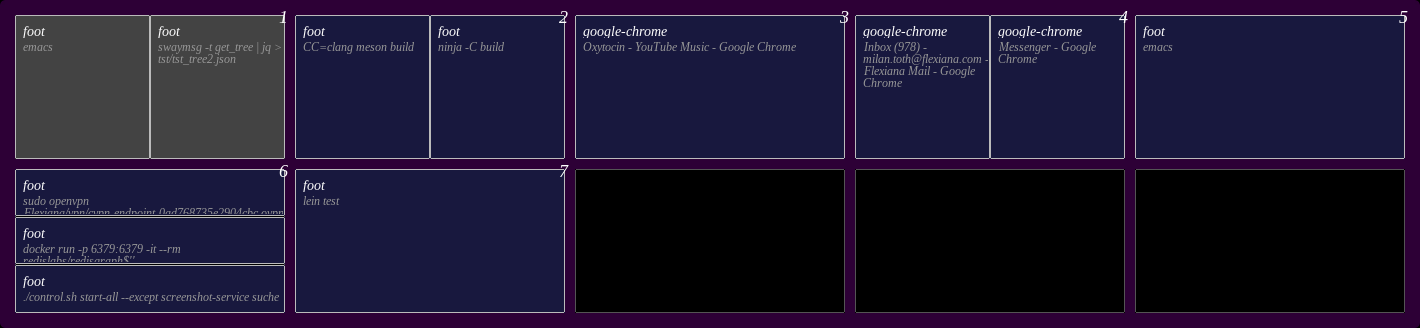 1
foot
emacs
foot
swaymsg -t get_tree | jq >
tst/tst_tree2.json
2
foot
CC=clang meson build
foot
ninja -C build
3
google-chrome
Oxytocin - YouTube Music - Google Chrome
4
google-chrome
Inbox (978) -
milan.toth@flexiana.com -
Flexiana Mail - Google
Chrome
google-chrome
Messenger - Google
Chrome
5
foot
emacs
6
foot
sudo openvpn
foot
docker run -p 6379:6379 -it --rm
redislabs/redisgraph$"
foot
./control.sh start-all --except screenshot-service suche
7
foot
lein test